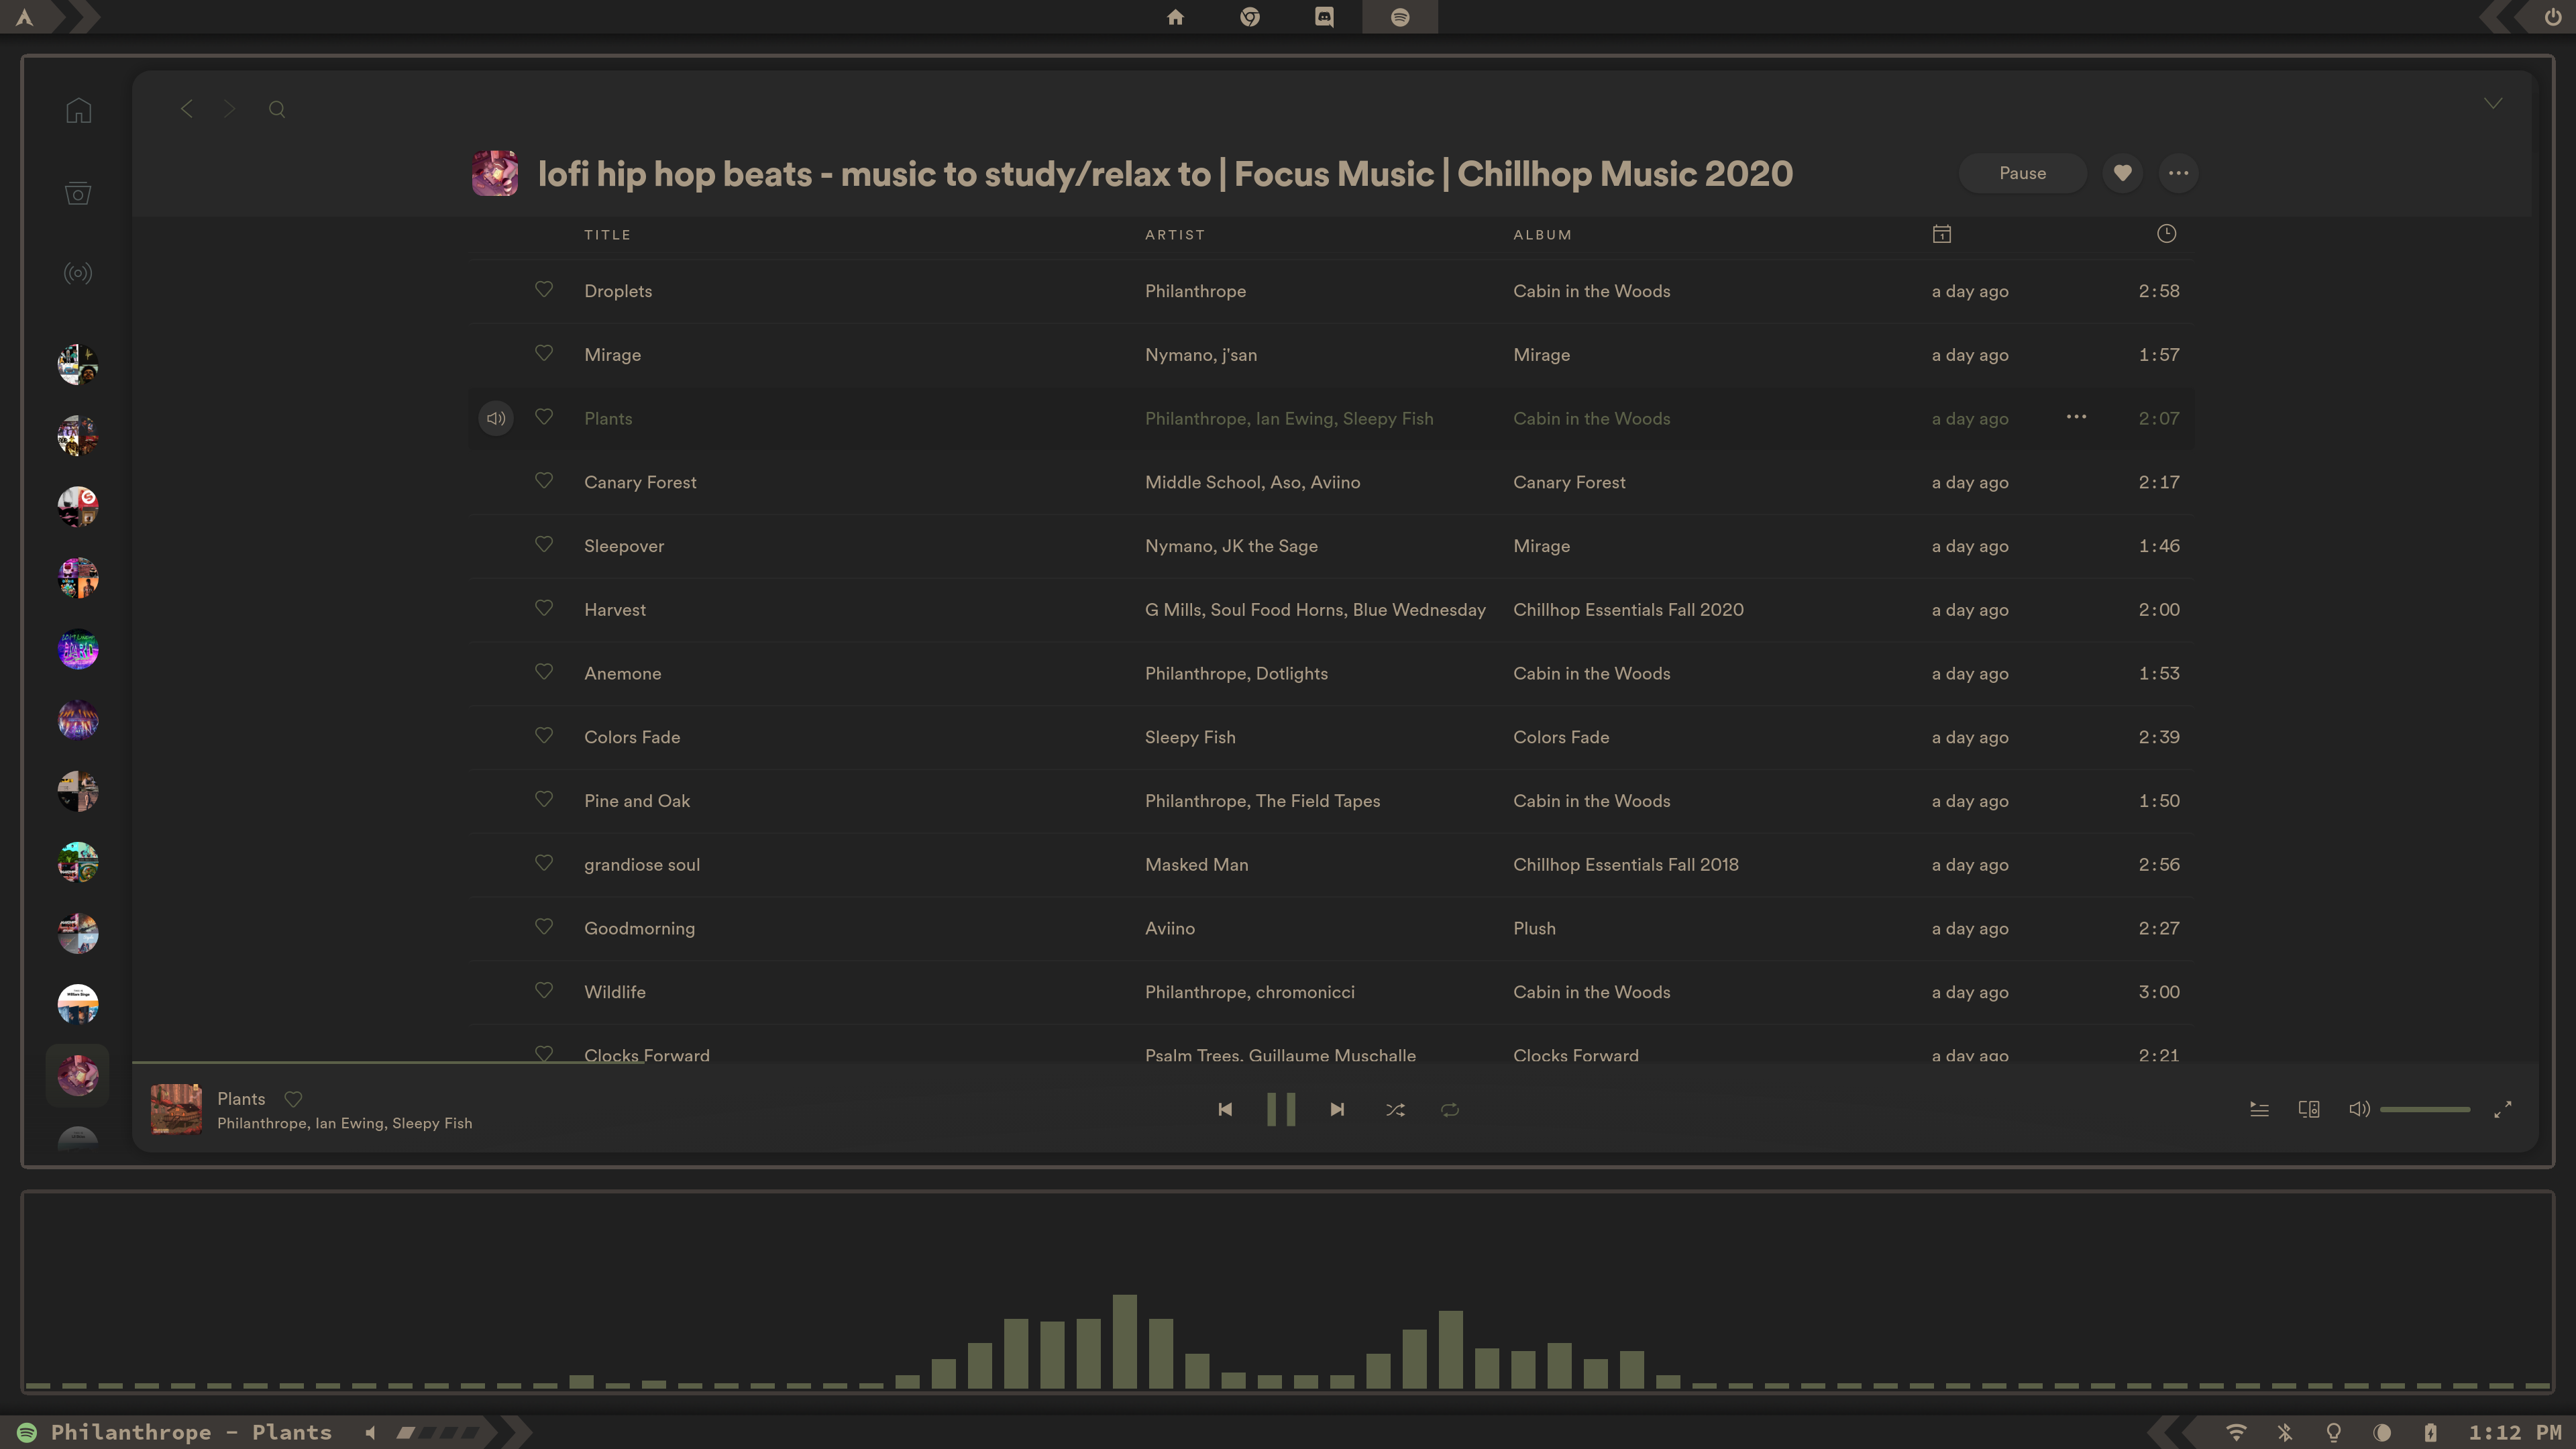 lofi hip hop beats - music to study/relax to | Focus Music | Chillhop Music 2020
Pause
TITLE ARTIST ALBUM
Droplets Philanthrope Cabin in the Woods a day ago 2:58
Mirage Nymano, j'san Mirage a day ago 1:57
Plants Philanthrope, Ian Ewing, Sleepy Fish Cabin in the Woods a day ago 2:07
Canary Forest Middle School, Aso, Aviino Canary Forest a day ago 2:17
Sleepover Nymano, JK the Sage Mirage a day ago 1:46
Harvest G Mills, Soul Food Horns, Blue Wednesday Chillhop Essentials Fall 2020 a day ago 2:00
Anemone Philanthrope, Dotlights Cabin in the Woods a day ago 1:53
Colors Fade Sleepy Fish Colors Fade a day ago 2:39
Pine and Oak Philanthrope, The Field Tapes Cabin in the Woods a day ago 1:50
grandiose soul Masked Man Chillhop Essentials Fall 2018 a day ago 2:56
Goodmorning Aviino Plush a day ago 2:27
Wildlife Philanthrope, chromonicci Cabin in the Woods a day ago 3:00
Clocks Forward Psalm Trees, Guillaume Muschalle Clocks Forward a day ago 2:21
Plants
Philanthrope, Ian Ewing, Sleepy Fish
Philanthrope - Plants
1:12 PM